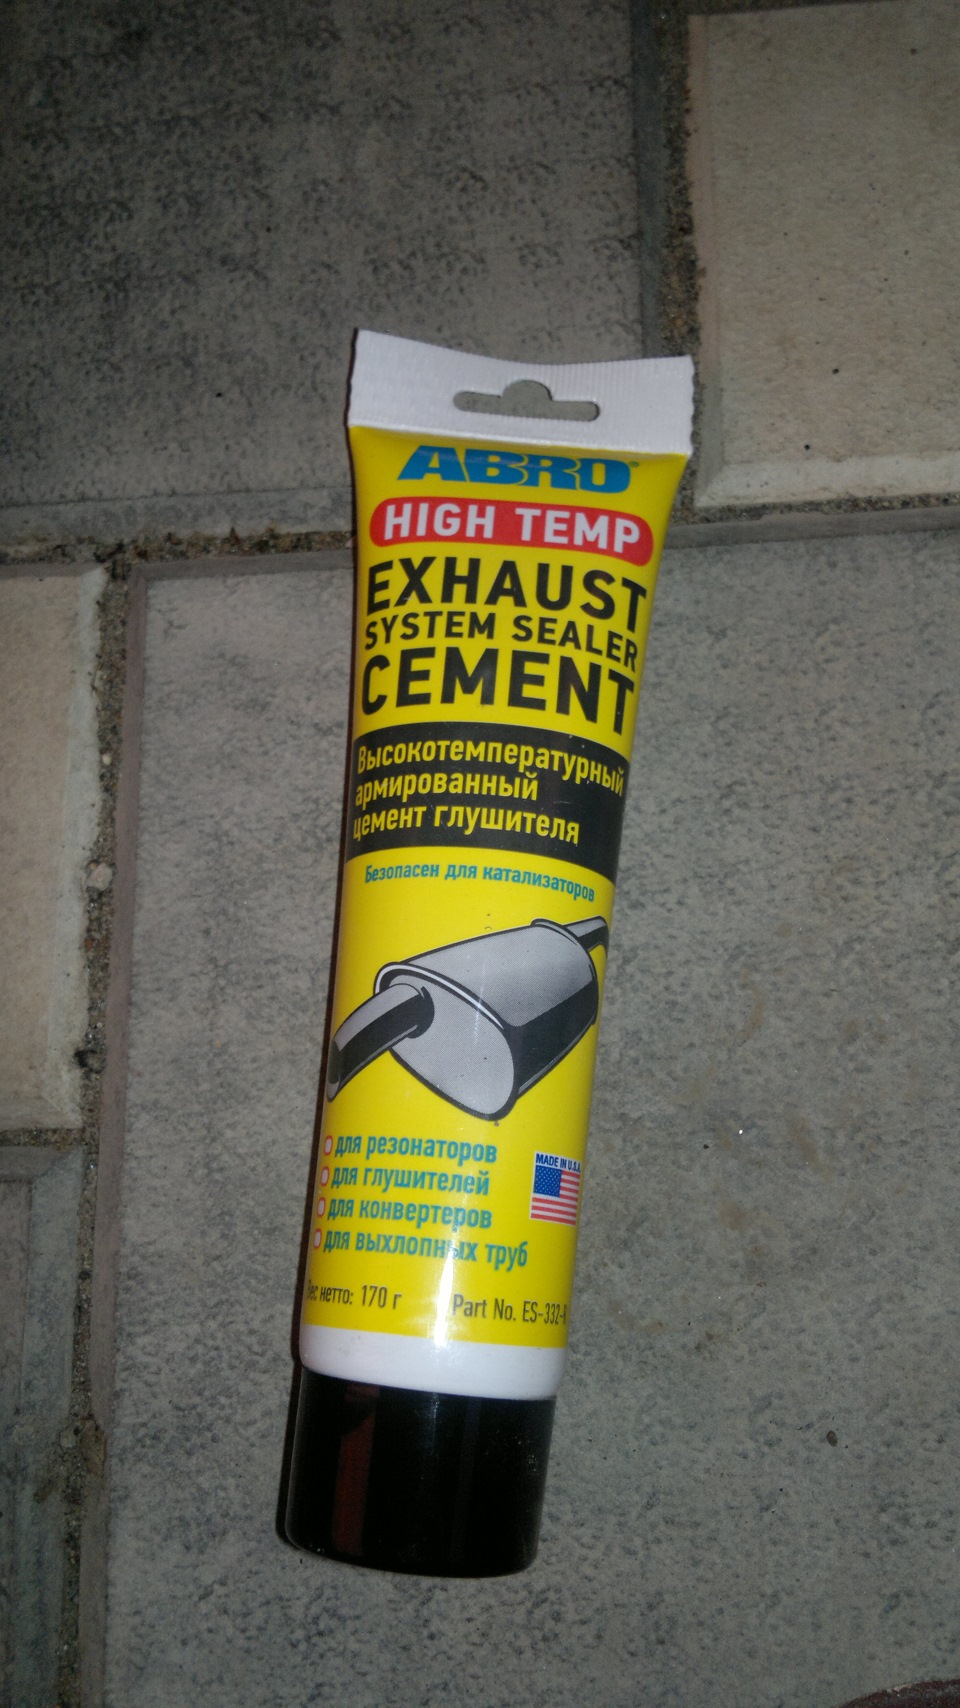 ABRO
HIGH TEMP
EXHAUST
SYSTEM SEALER
CEMENT
Высокотемпературный
армированный
цемент глушителя
Безопасен для катализаторов
для резонаторов
MADE IN U.S.A.
для глушителей
для конвертеров
для выхлопных труб
Вес нетто: 170 г
Part No. ES-332-R